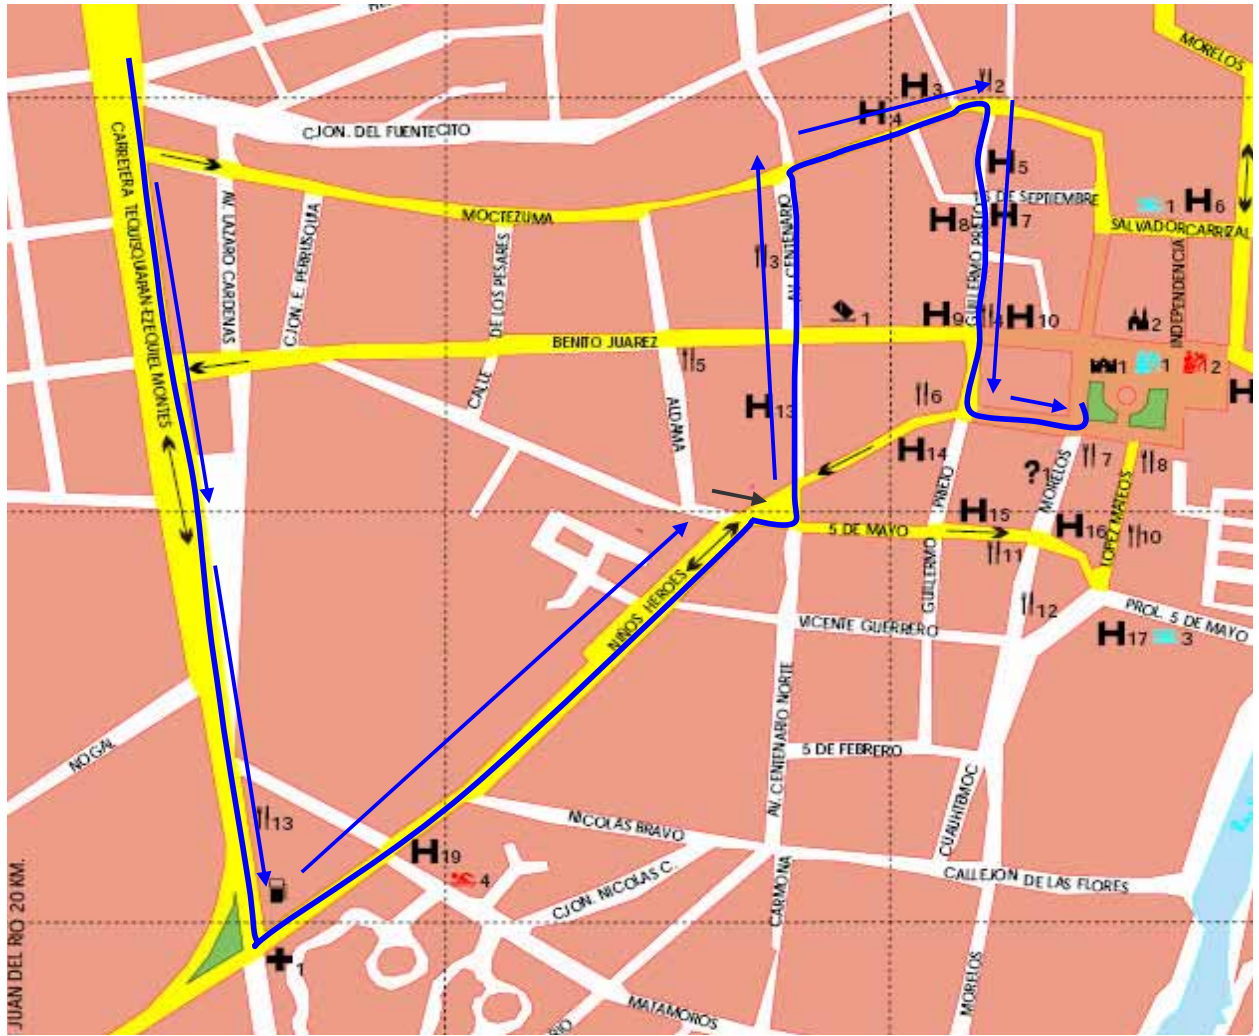 MORELOS
H3
2
H4
CJON. DEL FUENTECITO
CARRETERA TEQUISQUIAPAN-EZEQUIEL MONTES
H5
15 DE SEPTIEMBRE
1
H6
AV. LAZARO CARDENAS
CJON. E. PERRUSQUIA
MOCTEZUMA
AV. CENTENARIO
H8
H7
GUILLERMO PRIETO
SALVADOR CARRIZAL
DE LOS PESARES
3
INDEPENDENCIA
1
H9
4
H10
2
BENITO JUAREZ
5
1
1
2
CALLE
ALDAMA
H13
6
H
H14
PRIETO
?1
MORELOS
7
8
LOPEZ MATEOS
5 DE MAYO
H15
H16
10
11
NIÑOS HEROES
GUILLERMO
12
PROL. 5 DE MAYO
VICENTE GUERRERO
H17
3
AV. CENTENARIO NORTE
NOGAL
5 DE FEBRERO
CUAUHTEMOC
13
NICOLAS BRAVO
H19
4
CJON. NICOLAS C.
CARMONA
CALLEJON DE LAS FLORES
JUAN DEL RIO 20 KM.
1
MORELOS
MATAMOROS
RIO